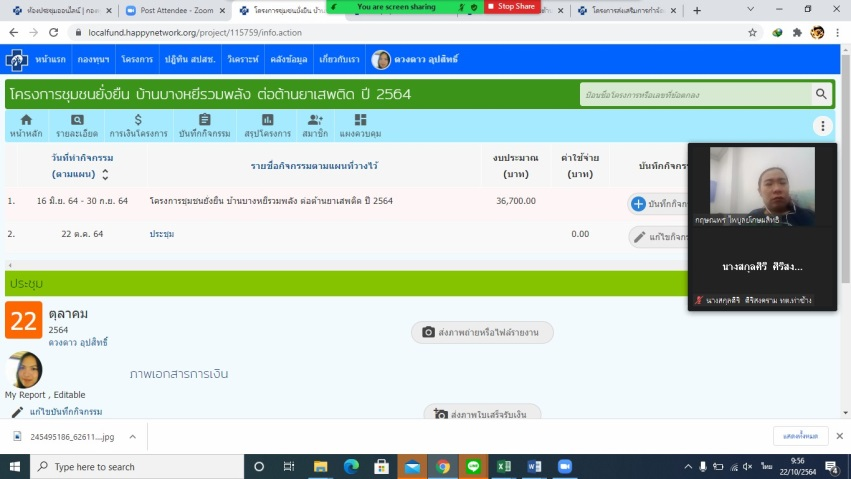 ห้องประชุมออนไลน์ | กอง
Post Attendee - Zoom
โครงการชุมชนยั่งยืน บ้านบา
You are screen sharing
Stop Share
โครงการส่งเสริมการกำจัด
localfund.happynetwork.org/project/115759/info.action
หน้าแรก กองทุนฯ โครงการ ปฏิทิน สปสช. วิเคราะห์ คลังข้อมูล เกี่ยวกับเรา ดวงดาว อุปสิทธิ์
โครงการชุมชนยั่งยืน บ้านบางหยีรวมพลัง ต่อต้านยาเสพติด ปี 2564
ป้อนชื่อโครงการหรือเลขที่ข้อตกลง
หน้าหลัก รายละเอียด การเงินโครงการ บันทึกกิจกรรม สรุปโครงการ สมาชิก แผงควบคุม
วันที่ทำกิจกรรม (ตามแผน) รายชื่อกิจกรรมตามแผนที่วางไว้ งบประมาณ (บาท) ค่าใช้จ่าย (บาท) บันทึกกิจกร
1. 16 มิ.ย. 64 - 30 ก.ย. 64 โครงการชุมชนยั่งยืน บ้านบางหยีรวมพลัง ต่อต้านยาเสพติด ปี 2564 36,700.00 บันทึกกิจ
2. 22 ต.ค. 64 ประชุม 0.00 แก้ไขกิจก
กฤษณพร ไพบูลย์เกษมสิทธิ์
นางสกุลศิริ ศิริสง...
นางสกุลศิริ ศิริสงคราม ทต.ท่าช้าง
ประชุม
22 ตุลาคม
2564
ดวงดาว อุปสิทธิ์
ส่งภาพถ่ายหรือไฟล์รายงาน
ภาพเอกสารการเงิน
My Report , Editable
แก้ไขบันทึกกิจกรรม
ส่งภาพใบเสร็จรับเงิน
245495186_62611....jpg
แสดงทั้งหมด
Type here to search
ไทย
9:56
22/10/2564
4